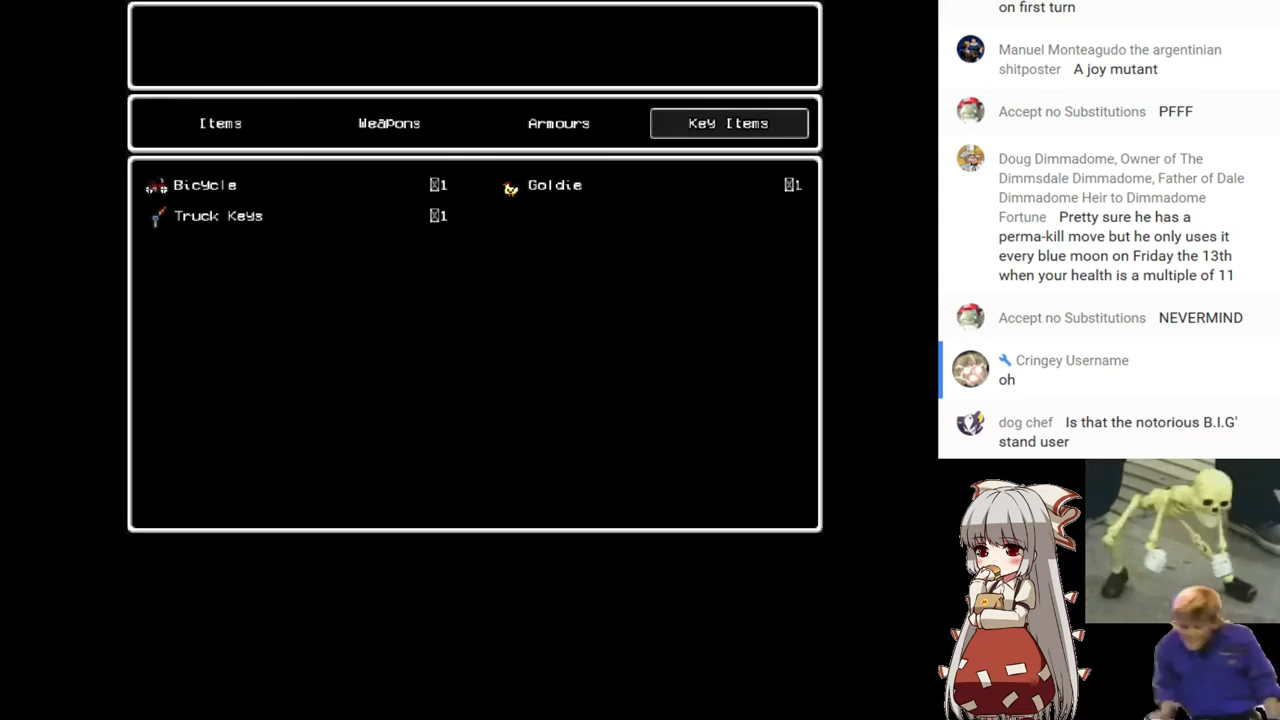 Items Weapons Armours Key Items
Bicycle 1 Goldie 1
Truck Keys 1
on first turn
Manuel Monteagudo the argentinian
shitposter A joy mutant
Accept no Substitutions PFFF
Doug Dimmadome, Owner of The
Dimmsdale Dimmadome, Father of Dale
Dimmadome Heir to Dimmadome
Fortune Pretty sure he has a
perma-kill move but he only uses it
every blue moon on Friday the 13th
when your health is a multiple of 11
Accept no Substitutions NEVERMIND
Cringey Username
oh
dog chef Is that the notorious B.I.G'
stand user